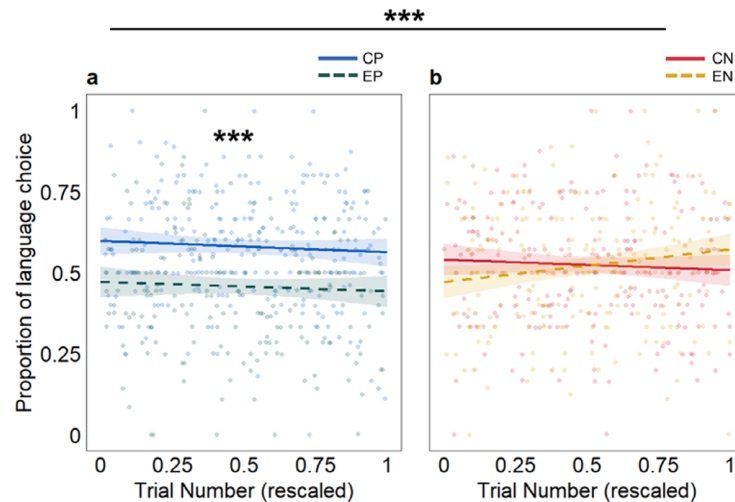 ***
CP
EP
a
CN
EN
b
***
Proportion of language choice
1
0.75
0.5
0.25
0
0 0.25 0.5 0.75 1
Trial Number (rescaled)
0 0.25 0.5 0.75 1
Trial Number (rescaled)